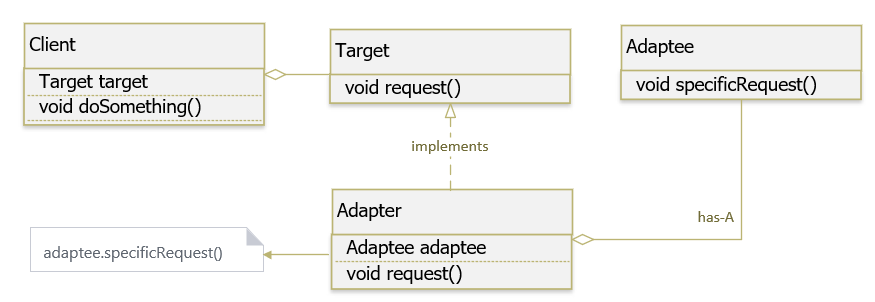 Client
Target target
void doSomething()
Target
void request()
Adaptee
void specificRequest()
implements
Adapter
Adaptee adaptee
void request()
has-A
adaptee.specificRequest()